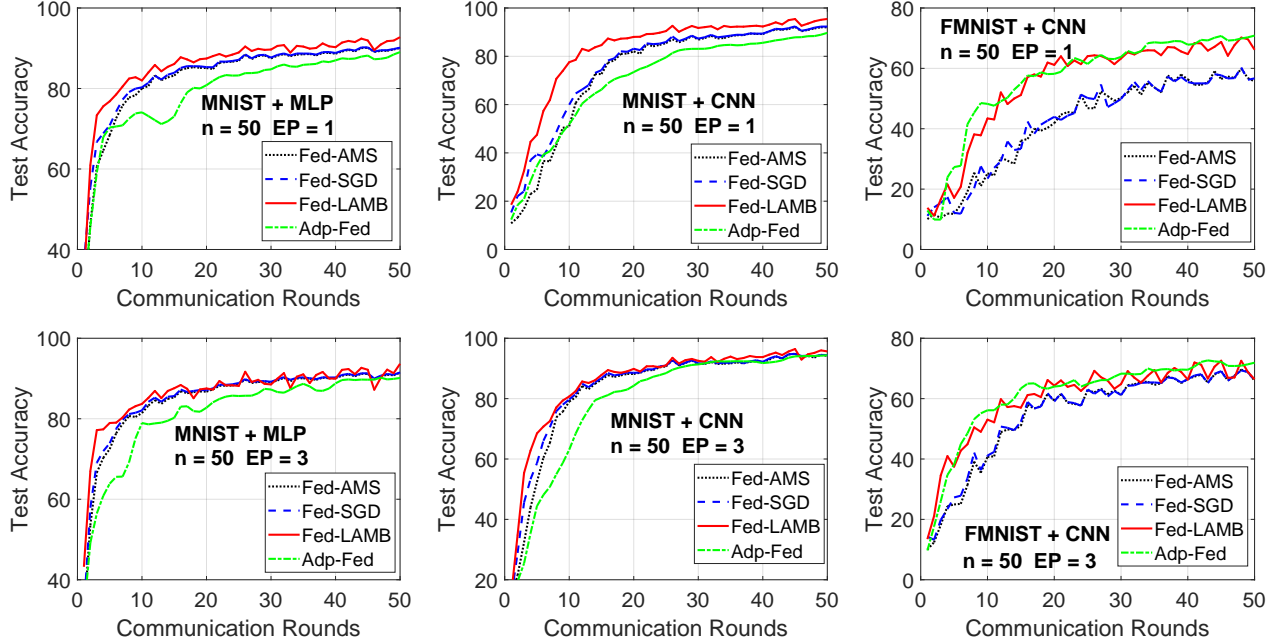 100
80
60
40
Test Accuracy
MNIST + MLP
n = 50 EP = 1
Fed-AMS
Fed-SGD
Fed-LAMB
Adp-Fed
0 10 20 30 40 50
Communication Rounds
100
80
60
40
20
0
Test Accuracy
MNIST + CNN
n = 50 EP = 1
Fed-AMS
Fed-SGD
Fed-LAMB
Adp-Fed
0 10 20 30 40 50
Communication Rounds
80
60
40
20
0
Test Accuracy
FMNIST + CNN
n = 50 EP = 1
Fed-AMS
Fed-SGD
Fed-LAMB
Adp-Fed
0 10 20 30 40 50
Communication Rounds
100
80
60
40
Test Accuracy
MNIST + MLP
n = 50 EP = 3
Fed-AMS
Fed-SGD
Fed-LAMB
Adp-Fed
0 10 20 30 40 50
Communication Rounds
100
80
60
40
20
Test Accuracy
MNIST + CNN
n = 50 EP = 3
Fed-AMS
Fed-SGD
Fed-LAMB
Adp-Fed
0 10 20 30 40 50
Communication Rounds
80
60
40
20
0
Test Accuracy
Fed-AMS
Fed-SGD
Fed-LAMB
Adp-Fed
FMNIST + CNN
n = 50 EP = 3
0 10 20 30 40 50
Communication Rounds